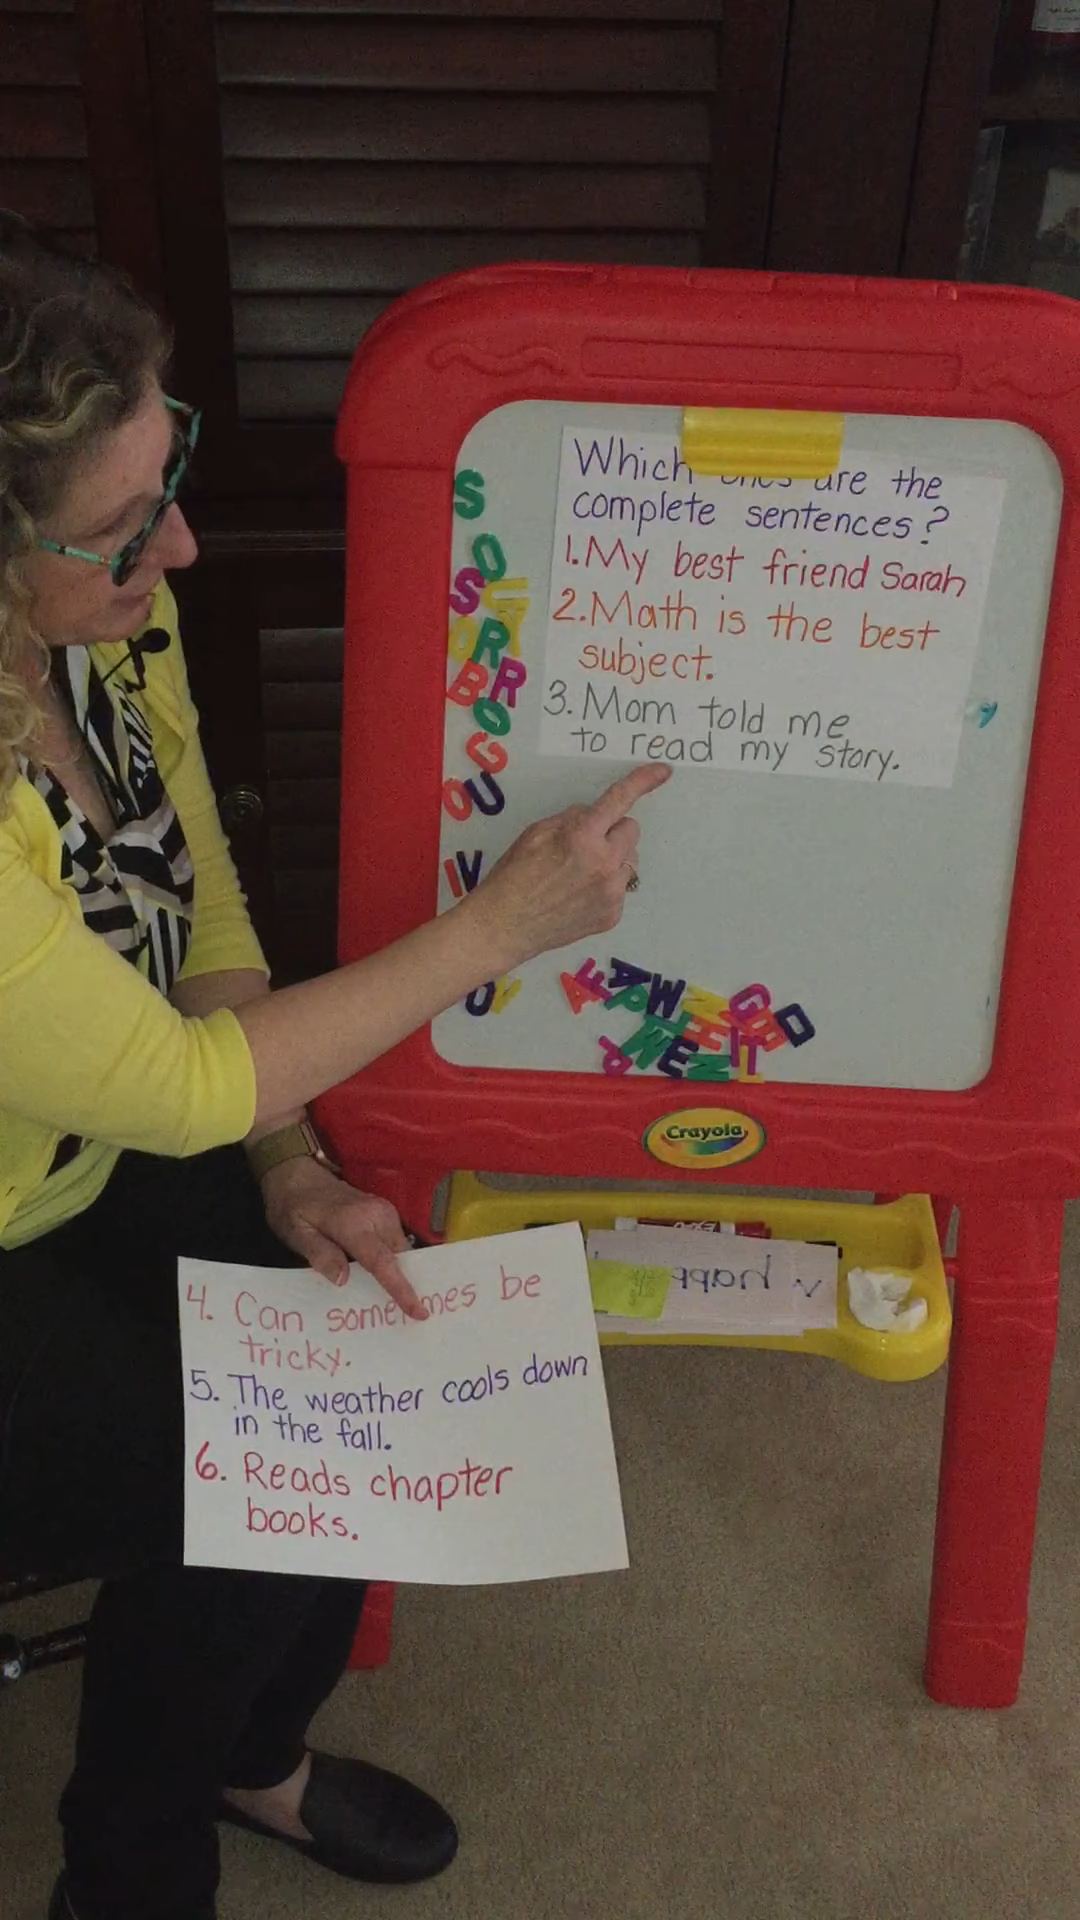 Which ones are the
complete sentences?
1. My best friend Sarah
2. Math is the best
subject.
3. Mom told me
to read my story.
Crayola
4. Can sometimes be
tricky.
5. The weather cools down
in the fall.
6. Reads chapter
books.